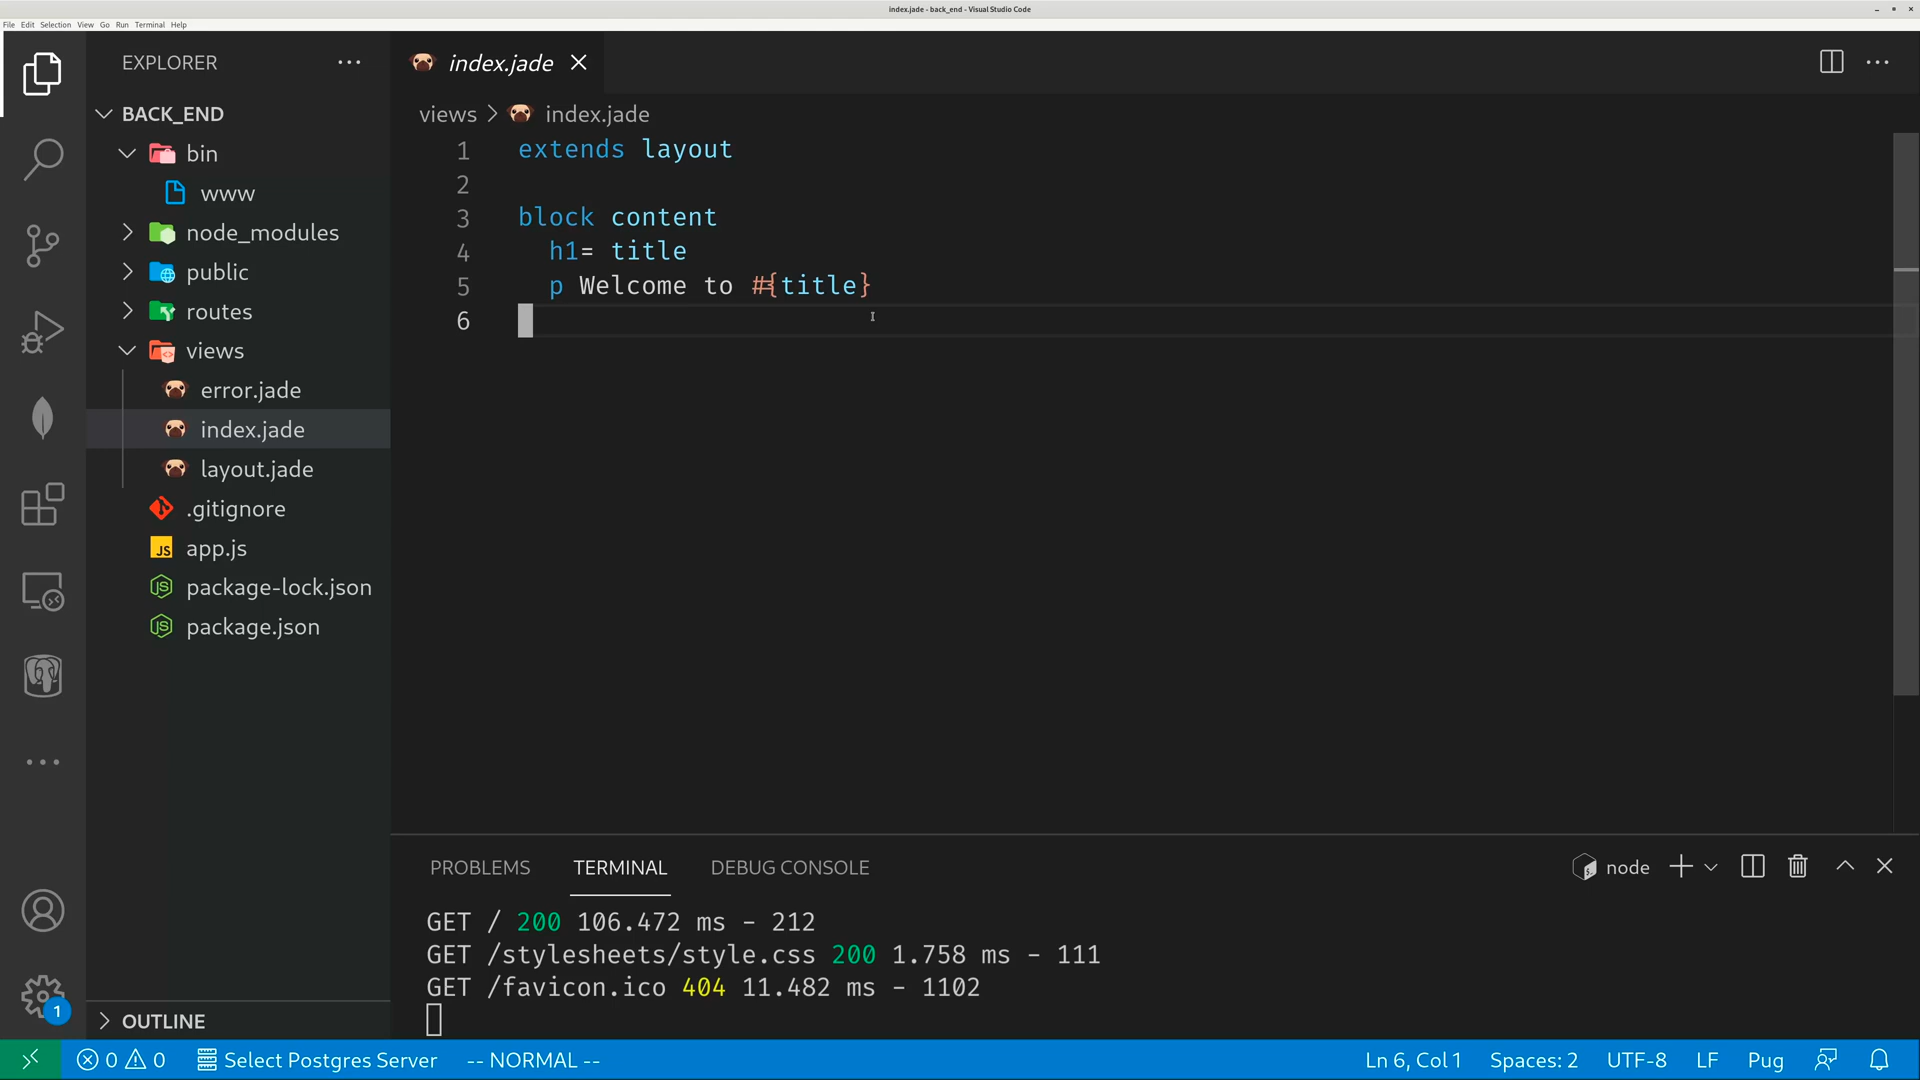 index.jade - back_end - Visual Studio Code
File Edit Selection View Go Run Terminal Help
EXPLORER
BACK_END
bin
www
node_modules
public
routes
views
error.jade
index.jade
layout.jade
.gitignore
app.js
package-lock.json
package.json
OUTLINE
index.jade
views > index.jade
1 extends layout
2
3 block content
4 h1= title
5 p Welcome to #{title}
6
PROBLEMS TERMINAL DEBUG CONSOLE node
GET / 200 106.472 ms - 212
GET /stylesheets/style.css 200 1.758 ms - 111
GET /favicon.ico 404 11.482 ms - 1102
1
0 0 Select Postgres Server -- NORMAL -- Ln 6, Col 1 Spaces: 2 UTF-8 LF Pug